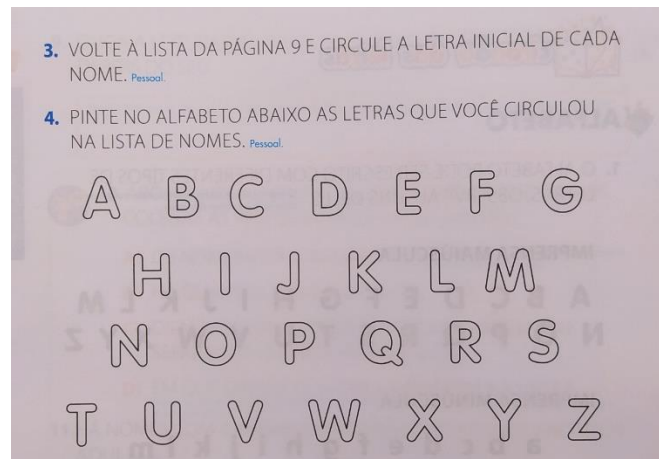 3. VOLTE À LISTA DA PÁGINA 9 E CIRCULE A LETRA INICIAL DE CADA
NOME. Pessoal.
4. PINTE NO ALFABETO ABAIXO AS LETRAS QUE VOCÊ CIRCULOU
NA LISTA DE NOMES. Pessoal.
A B C D E F G
H I J K L M
N O P Q R S
T U V W X Y Z